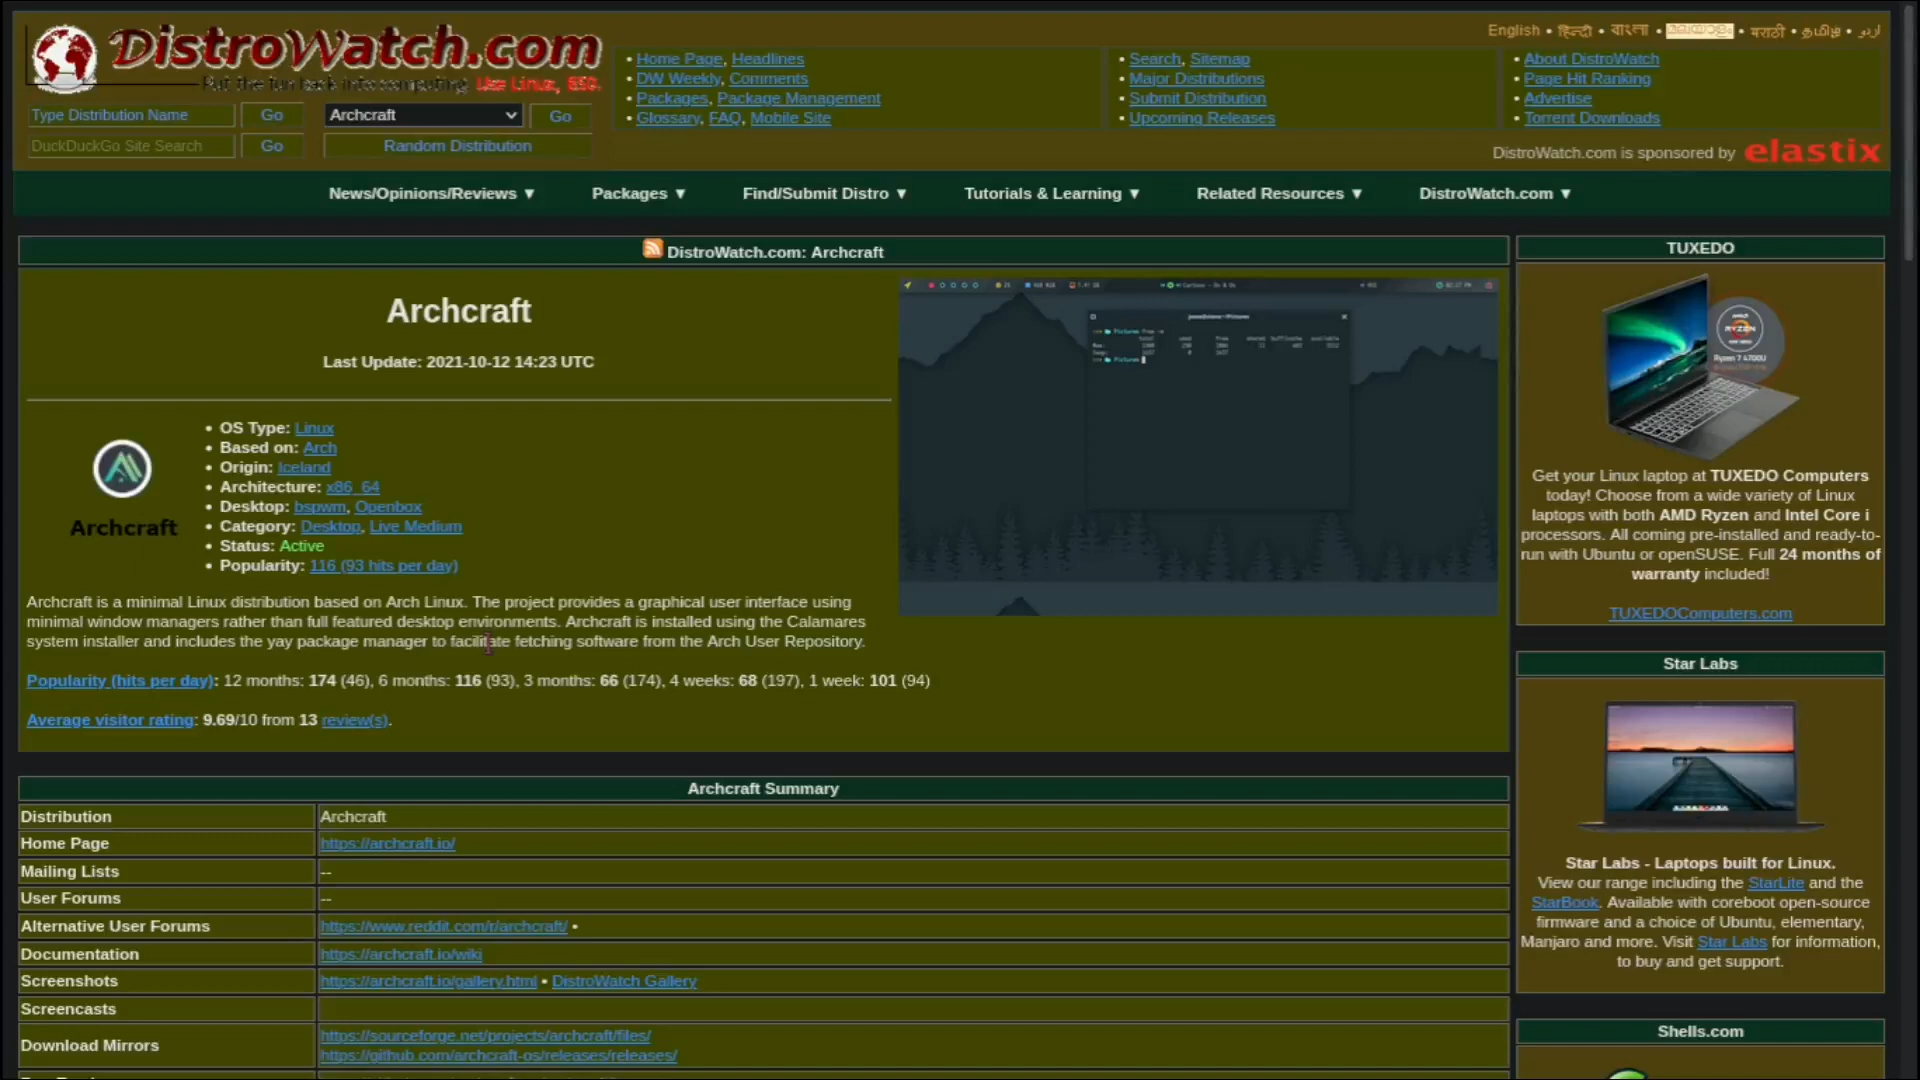 DistroWatch.com
Put the fun back into computing. Use Linux, BSD.
English • हिन्दी • বাংলা • മലയാളം • मराठी • தமிழ் • اردو
• Home Page, Headlines
• DW Weekly, Comments
• Packages, Package Management
• Glossary, FAQ, Mobile Site
• Search, Sitemap
• Major Distributions
• Submit Distribution
• Upcoming Releases
• About DistroWatch
• Page Hit Ranking
• Advertise
• Torrent Downloads
Type Distribution Name Go Archcraft Go
DuckDuckGo Site Search Go Random Distribution
DistroWatch.com is sponsored by elastix
News/Opinions/Reviews ▼ Packages ▼ Find/Submit Distro ▼ Tutorials & Learning ▼ Related Resources ▼ DistroWatch.com ▼
DistroWatch.com: Archcraft
Archcraft
Last Update: 2021-10-12 14:23 UTC
Archcraft
• OS Type: Linux
• Based on: Arch
• Origin: Iceland
• Architecture: x86_64
• Desktop: bspwm, Openbox
• Category: Desktop, Live Medium
• Status: Active
• Popularity: 116 (93 hits per day)
Archcraft is a minimal Linux distribution based on Arch Linux. The project provides a graphical user interface using
minimal window managers rather than full featured desktop environments. Archcraft is installed using the Calamares
system installer and includes the yay package manager to facilitate fetching software from the Arch User Repository.
Popularity (hits per day): 12 months: 174 (46), 6 months: 116 (93), 3 months: 66 (174), 4 weeks: 68 (197), 1 week: 101 (94)
Average visitor rating: 9.69/10 from 13 review(s).
Archcraft Summary
Distribution Archcraft
Home Page https://archcraft.io/
Mailing Lists --
User Forums --
Alternative User Forums https://www.reddit.com/r/archcraft/ •
Documentation https://archcraft.io/wiki
Screenshots https://archcraft.io/gallery.html • DistroWatch Gallery
Screencasts
Download Mirrors https://sourceforge.net/projects/archcraft/files/
https://github.com/archcraft-os/releases/releases/
TUXEDO
AMD
RYZEN
Ryzen 7 4700U
Get your Linux laptop at TUXEDO Computers
today! Choose from a wide variety of Linux
laptops with both AMD Ryzen and Intel Core i
processors. All coming pre-installed and ready-to-
run with Ubuntu or openSUSE. Full 24 months of
warranty included!
TUXEDOComputers.com
Star Labs
Star Labs - Laptops built for Linux.
View our range including the StarLite and the
StarBook. Available with coreboot open-source
firmware and a choice of Ubuntu, elementary,
Manjaro and more. Visit Star Labs for information,
to buy and get support.
Shells.com